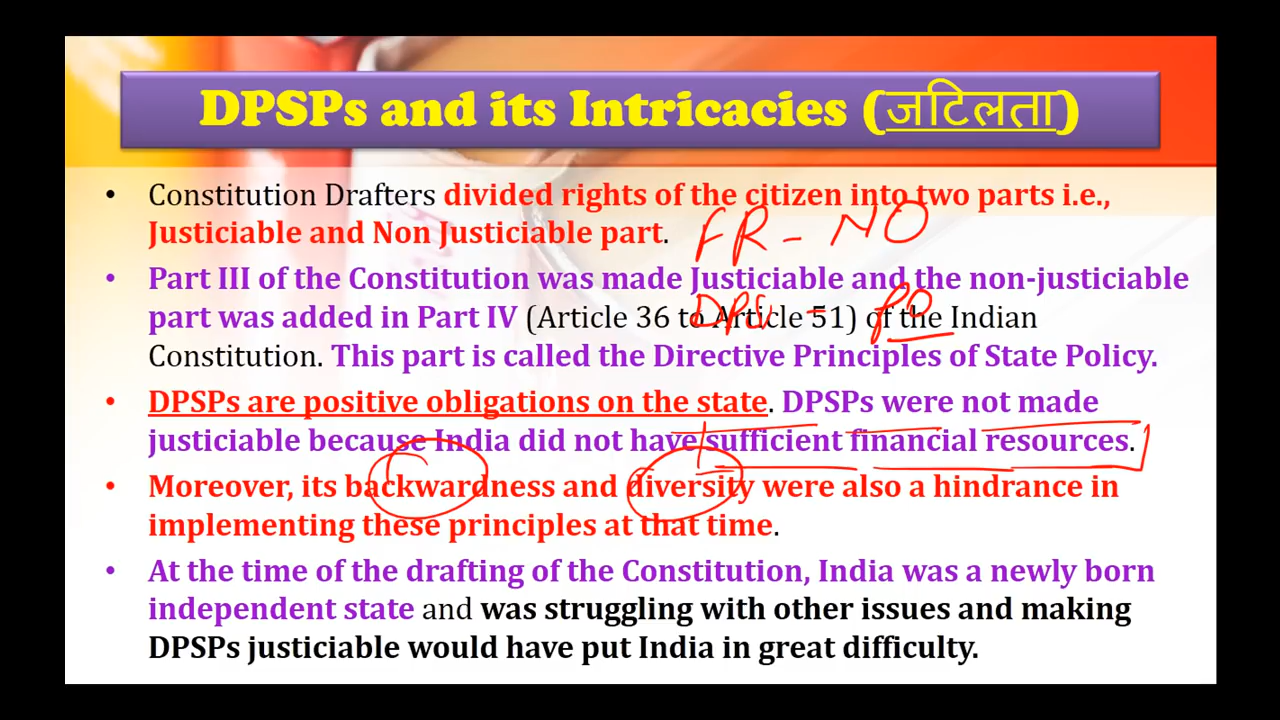 DPSPs and its Intricacies (जटिलता)
• Constitution Drafters divided rights of the citizen into two parts i.e.,
Justiciable and Non Justiciable part.
FR - NO
• Part III of the Constitution was made Justiciable and the non-justiciable
part was added in Part IV (Article 36 to Article 51) of the Indian
DPS - PO
Constitution. This part is called the Directive Principles of State Policy.
• DPSPs are positive obligations on the state. DPSPs were not made
justiciable because India did not have sufficient financial resources.
• Moreover, its backwardness and diversity were also a hindrance in
implementing these principles at that time.
• At the time of the drafting of the Constitution, India was a newly born
independent state and was struggling with other issues and making
DPSPs justiciable would have put India in great difficulty.